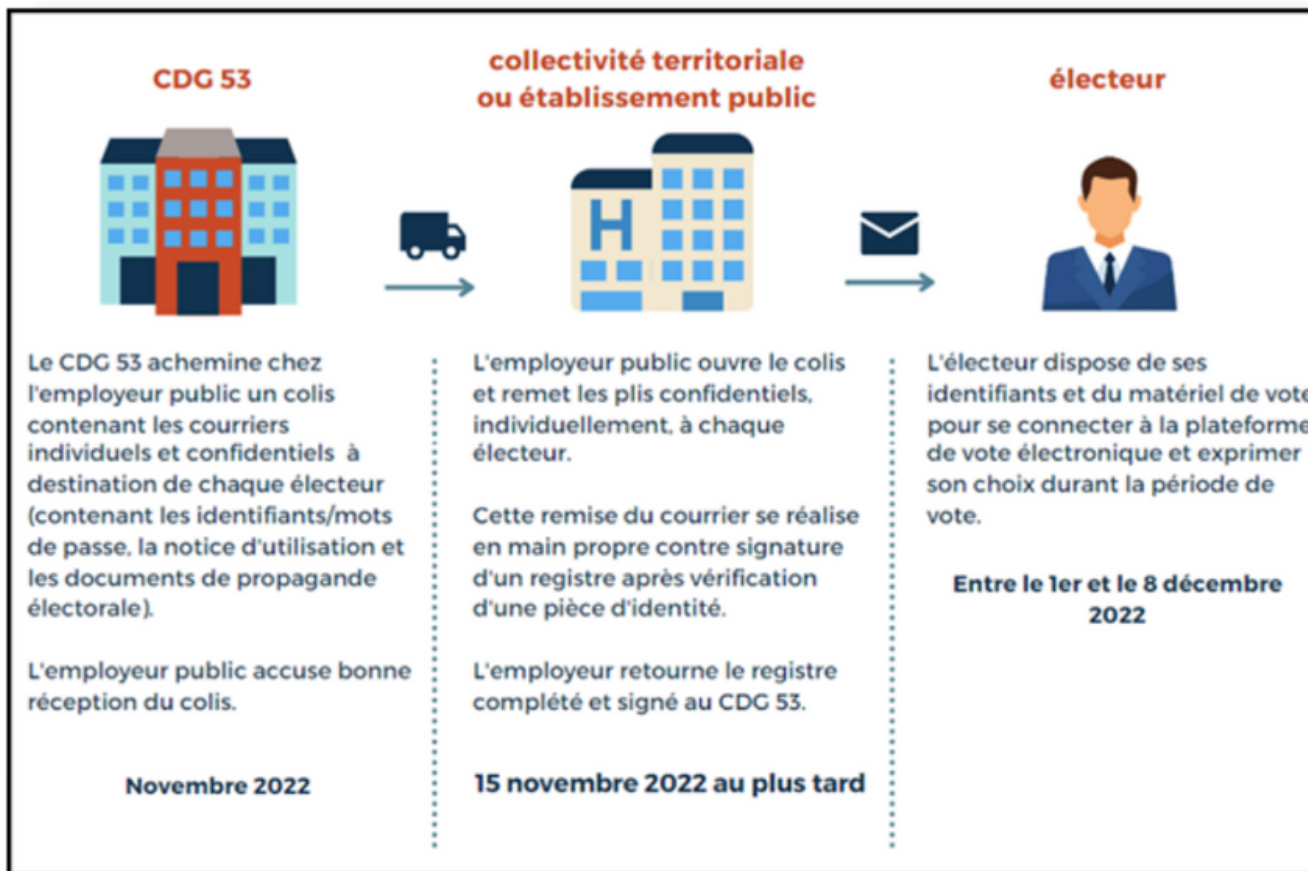 CDG 53
collectivité territoriale
ou établissement public
électeur
H
Le CDG 53 achemine chez
l'employeur public un colis
contenant les courriers
individuels et confidentiels à
destination de chaque électeur
(contenant les identifiants/mots
de passe, la notice d'utilisation et
les documents de propagande
électorale).
L'employeur public accuse bonne
réception du colis.
Novembre 2022
L'employeur public ouvre le colis
et remet les plis confidentiels,
individuellement, à chaque
électeur.
Cette remise du courrier se réalise
en main propre contre signature
d'un registre après vérification
d'une pièce d'identité.
L'employeur retourne le registre
complété et signé au CDG 53.
15 novembre 2022 au plus tard
L'électeur dispose de ses
identifiants et du matériel de vote
pour se connecter à la plateforme
de vote électronique et exprimer
son choix durant la période de
vote.
Entre le 1er et le 8 décembre
2022